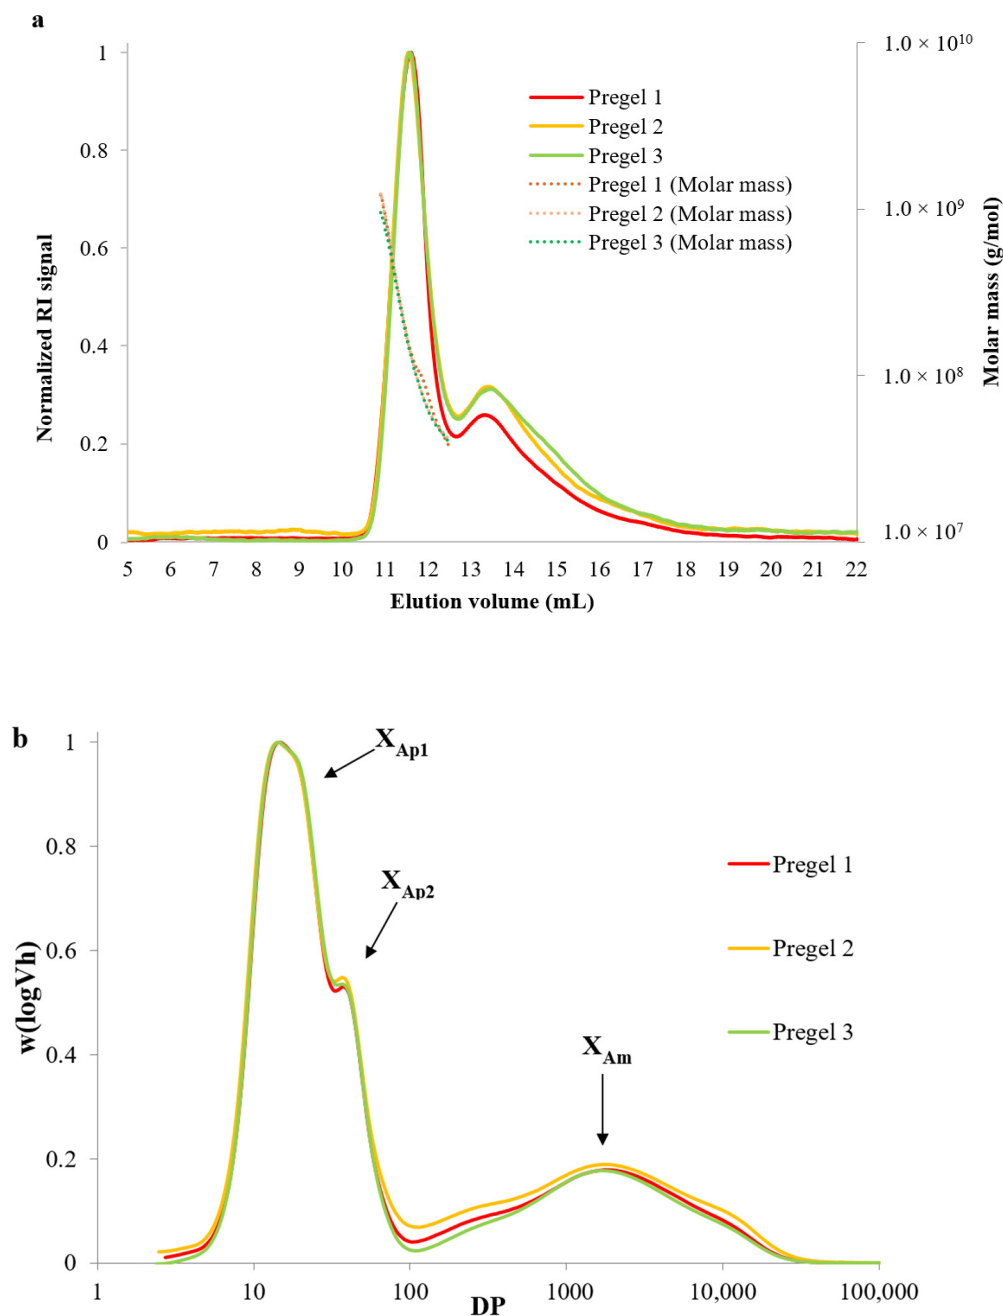 a
1.0 × 10¹⁰
1
Pregel 1
Pregel 2
0.8
Pregel 3
Pregel 1 (Molar mass)
1.0 × 10⁹
Pregel 2 (Molar mass)
0.6
Pregel 3 (Molar mass)
Normalized RI signal
Molar mass (g/mol)
0.4
1.0 × 10⁸
0.2
0
1.0 × 10⁷
5 6 7 8 9 10 11 12 13 14 15 16 17 18 19 20 21 22
Elution volume (mL)
b
X_Ap1
1
0.8
Pregel 1
X_Ap2
0.6
w(logVh)
Pregel 2
Pregel 3
0.4
X_Am
0.2
0
1 10 100 1000 10,000 100,000
DP